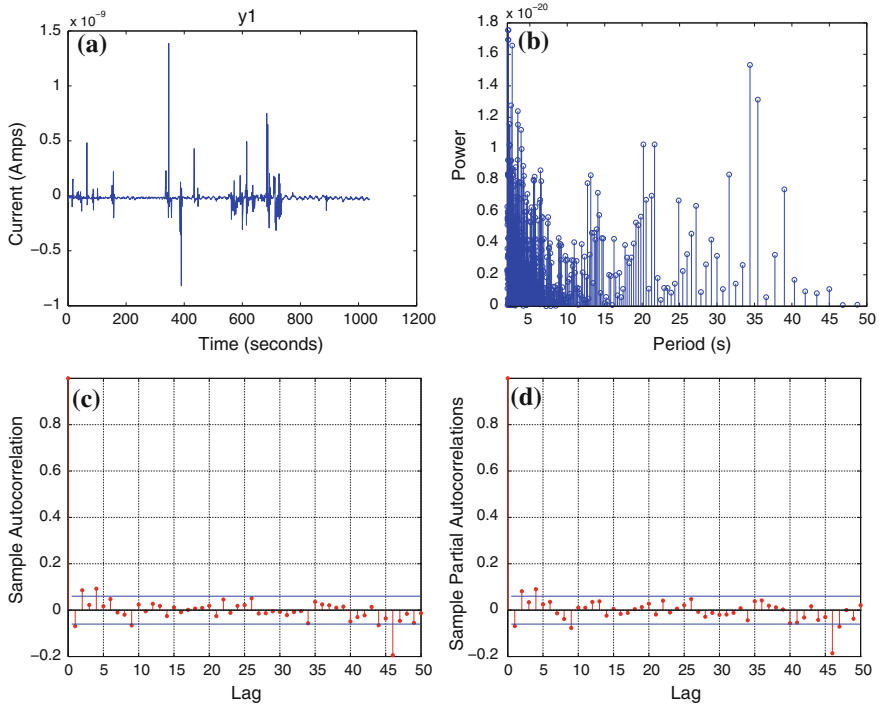 x 10⁻⁹
y1
1.5
(a)
1
0.5
0
−0.5
−1
0 200 400 600 800 1000 1200
Current (Amps)
Time (seconds)
x 10⁻²⁰
1.8
(b)
1.6
1.4
1.2
1
0.8
0.6
0.4
0.2
0
5 10 15 20 25 30 35 40 45 50
Power
Period (s)
(c)
0.8
0.6
0.4
0.2
0
−0.2
0 5 10 15 20 25 30 35 40 45 50
Sample Autocorrelation
Lag
(d)
0.8
0.6
0.4
0.2
0
−0.2
0 5 10 15 20 25 30 35 40 45 50
Sample Partial Autocorrelations
Lag